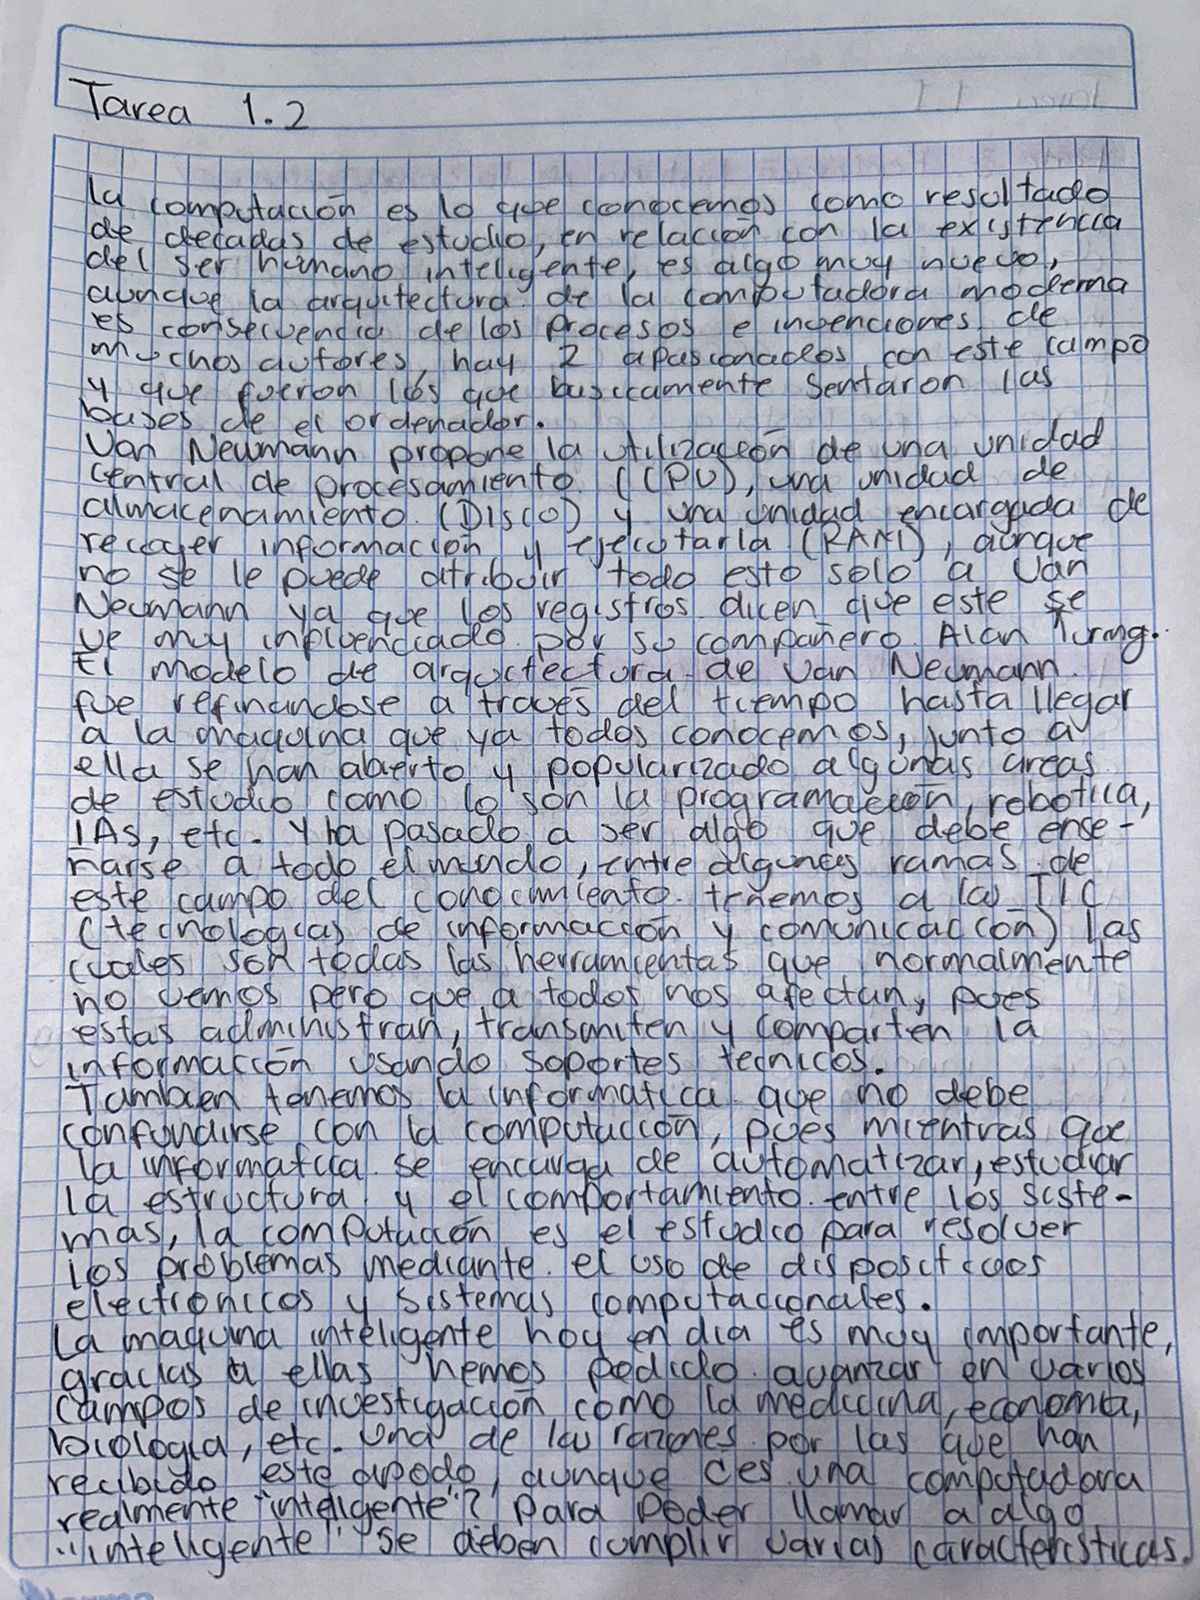 Tarea 1.2
la computación es lo que conocemos como resultado
de decadas de estudio, en relación con la existencia
del ser humano inteligente, es algo muy nuevo,
aunque la arquitectura de la computadora moderna
es consecuencia de los procesos e invenciones de
muchos autores, hay 2 apasionados con este campo
y que fueron los que basicamente sentaron las
bases de el ordenador.
Van Neumann propone la utilización de una unidad
central de procesamiento (CPU), una unidad de
almacenamiento (Disco) y una unidad encargada de
recoger información y ejecutarla (RAM), aunque
no se le puede atribuir todo esto solo a Van
Neumann ya que los registros dicen que este se
ve muy influenciado por su compañero Alan Turing.
El modelo de arquitectura de Van Neumann
fue refinandose a través del tiempo hasta llegar
a la maquina que ya todos conocemos, junto a
ella se han abierto y popularizado algunas areas
de estudio como lo son la programación, robotica,
IAs, etc. Y ha pasado a ser algo que debe ense-
narse a todo el mundo, entre algunas ramas de
este campo del conocimiento tenemos a las TIC
(tecnologias de información y comunicación) las
cuales son todas las herramientas que normalmente
no vemos pero que a todos nos afectan, pues
estas administran, transmiten y comparten la
información usando soportes tecnicos.
Tambien tenemos la informatica que no debe
confundirse con la computación, pues mientras que
la informatica se encarga de automatizar, estudiar
la estructura y el comportamiento entre los siste-
mas, la computación es el estudio para resolver
los problemas mediante el uso de dispositivos
electronicos y sistemas computacionales.
La maquina inteligente hoy en dia es muy importante,
gracias a ellas hemos podido avanzar en varios
campos de investigación como la medicina, economia,
biologia, etc. Una de las razones por las que han
recibido este apodo, aunque ¿es una computadora
realmente "inteligente"? Para poder llamar a algo
"inteligente" se deben cumplir varias caracteristicas.